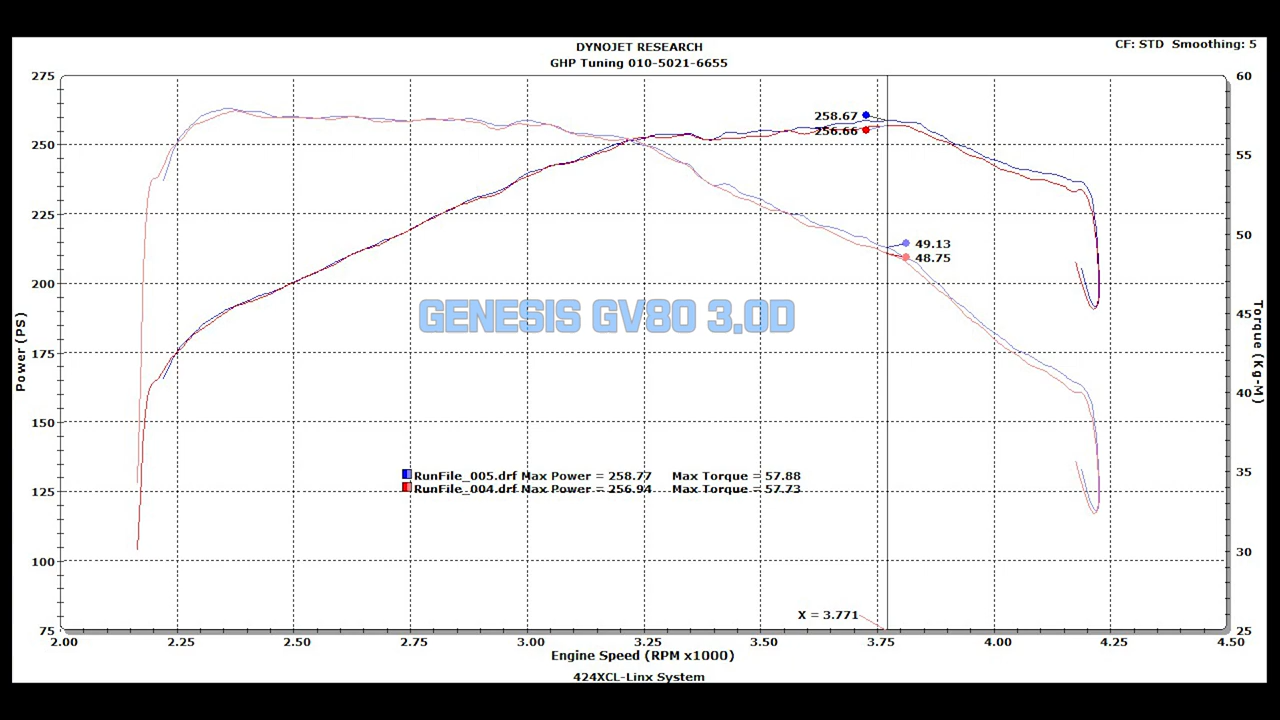 DYNOJET RESEARCH
CF: STD Smoothing: 5
GHP Tuning 010-5021-6655
275
250
225
200
175
150
125
100
75
Power (PS)
60
55
50
45
40
35
30
25
Torque (Kg-M)
258.67
256.66
49.13
48.75
GENESIS GV80 3.0D
RunFile_005.drf Max Power = 258.77 Max Torque = 57.88
RunFile_004.drf Max Power = 256.94 Max Torque = 57.73
X = 3.771
2.00 2.25 2.50 2.75 3.00 3.25 3.50 3.75 4.00 4.25 4.50
Engine Speed (RPM x1000)
424XCL-Linx System